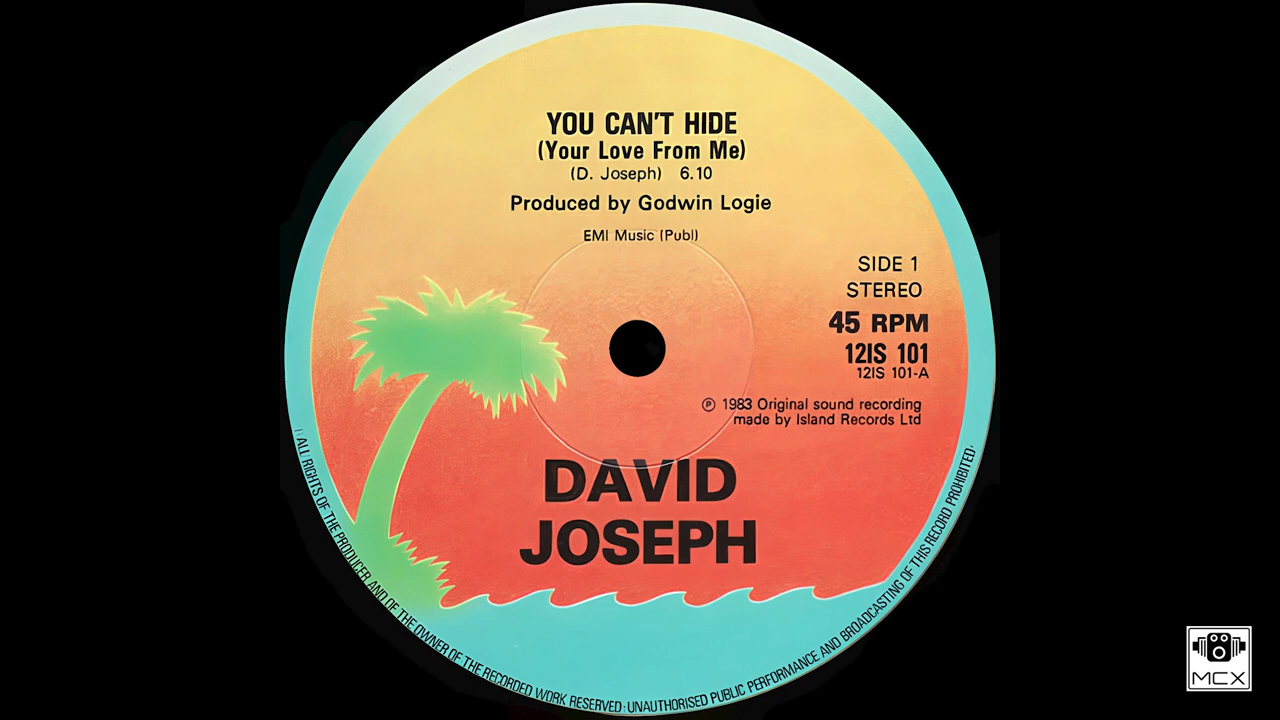 YOU CAN'T HIDE
(Your Love From Me)
(D. Joseph) 6.10
Produced by Godwin Logie
EMI Music (Publ)
SIDE 1
STEREO
45 RPM
12IS 101
12IS 101-A
℗ 1983 Original sound recording
made by Island Records Ltd
DAVID
JOSEPH
ALL RIGHTS OF THE PRODUCER AND OF THE OWNER OF THE RECORDED WORK RESERVED · UNAUTHORISED PUBLIC PERFORMANCE AND BROADCASTING OF THIS RECORD PROHIBITED ·
MCX